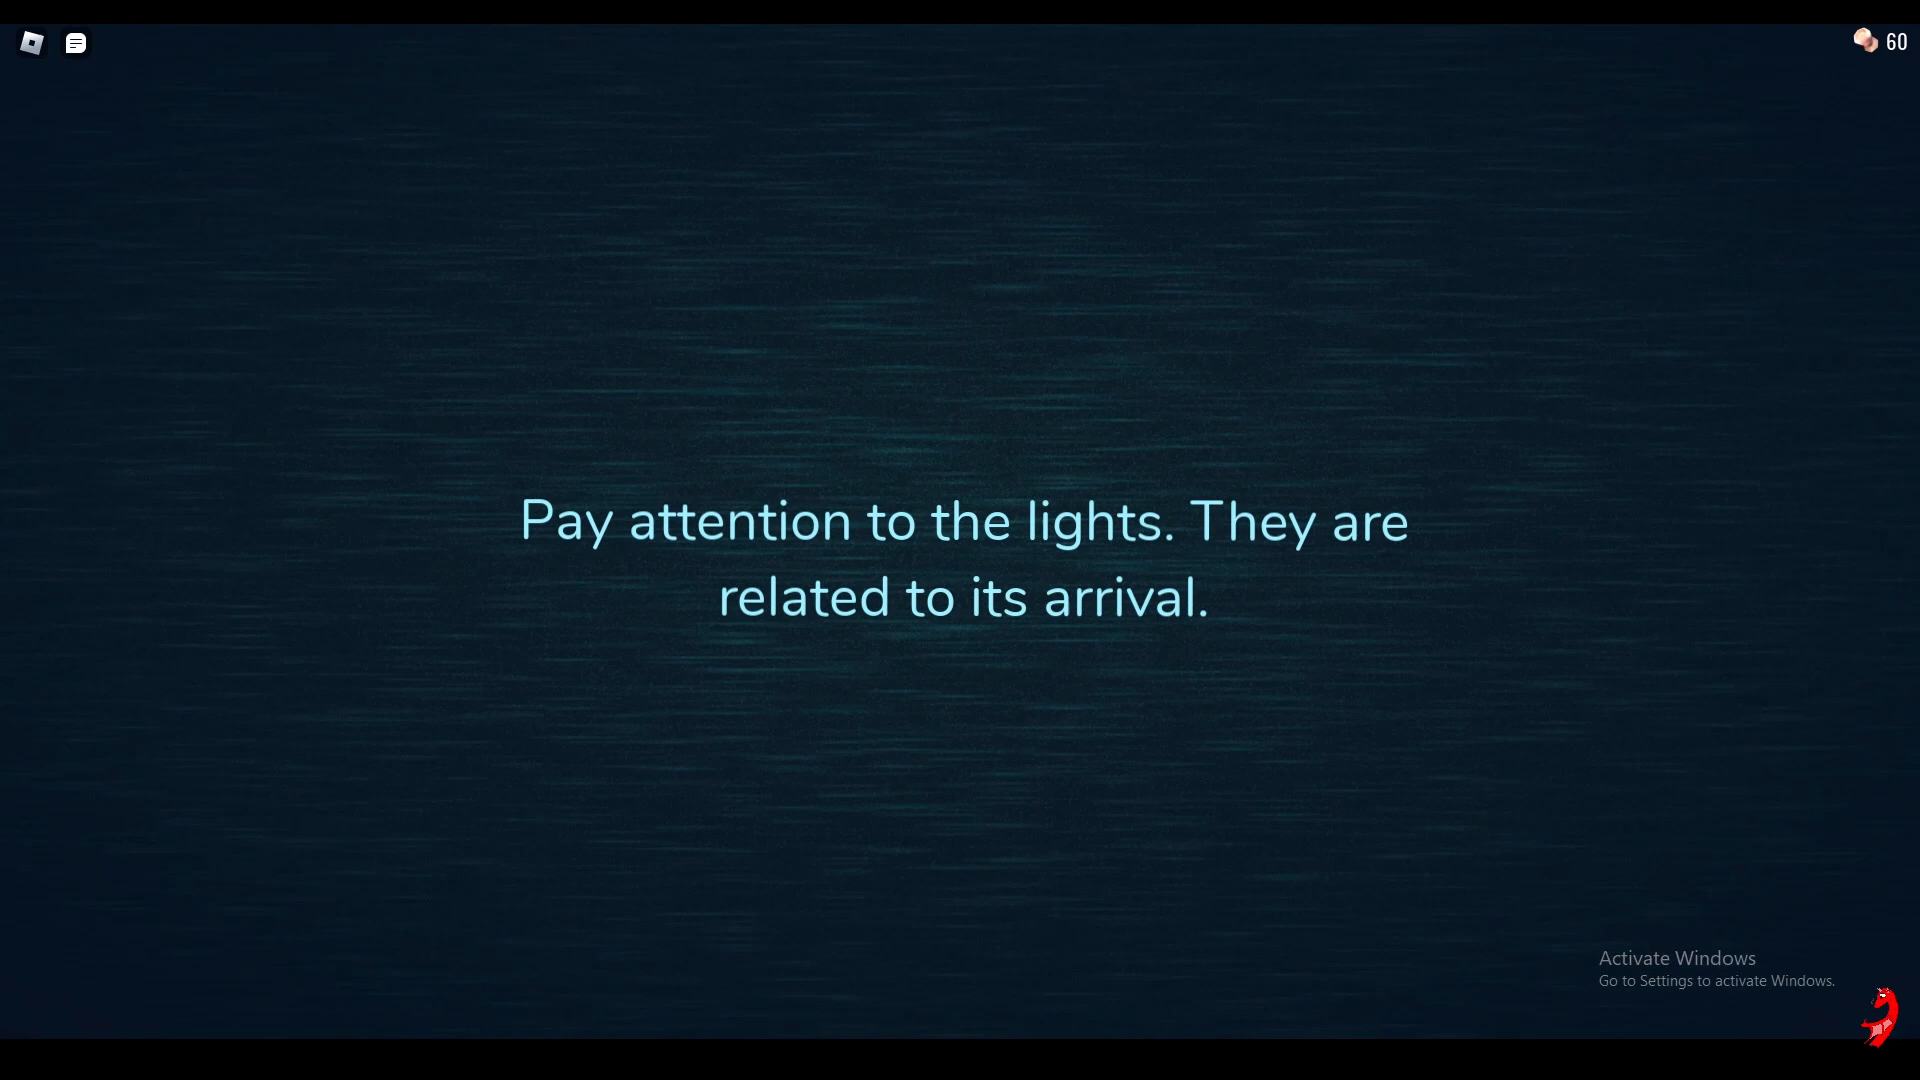 60
Pay attention to the lights. They are
related to its arrival.
Activate Windows
Go to Settings to activate Windows.